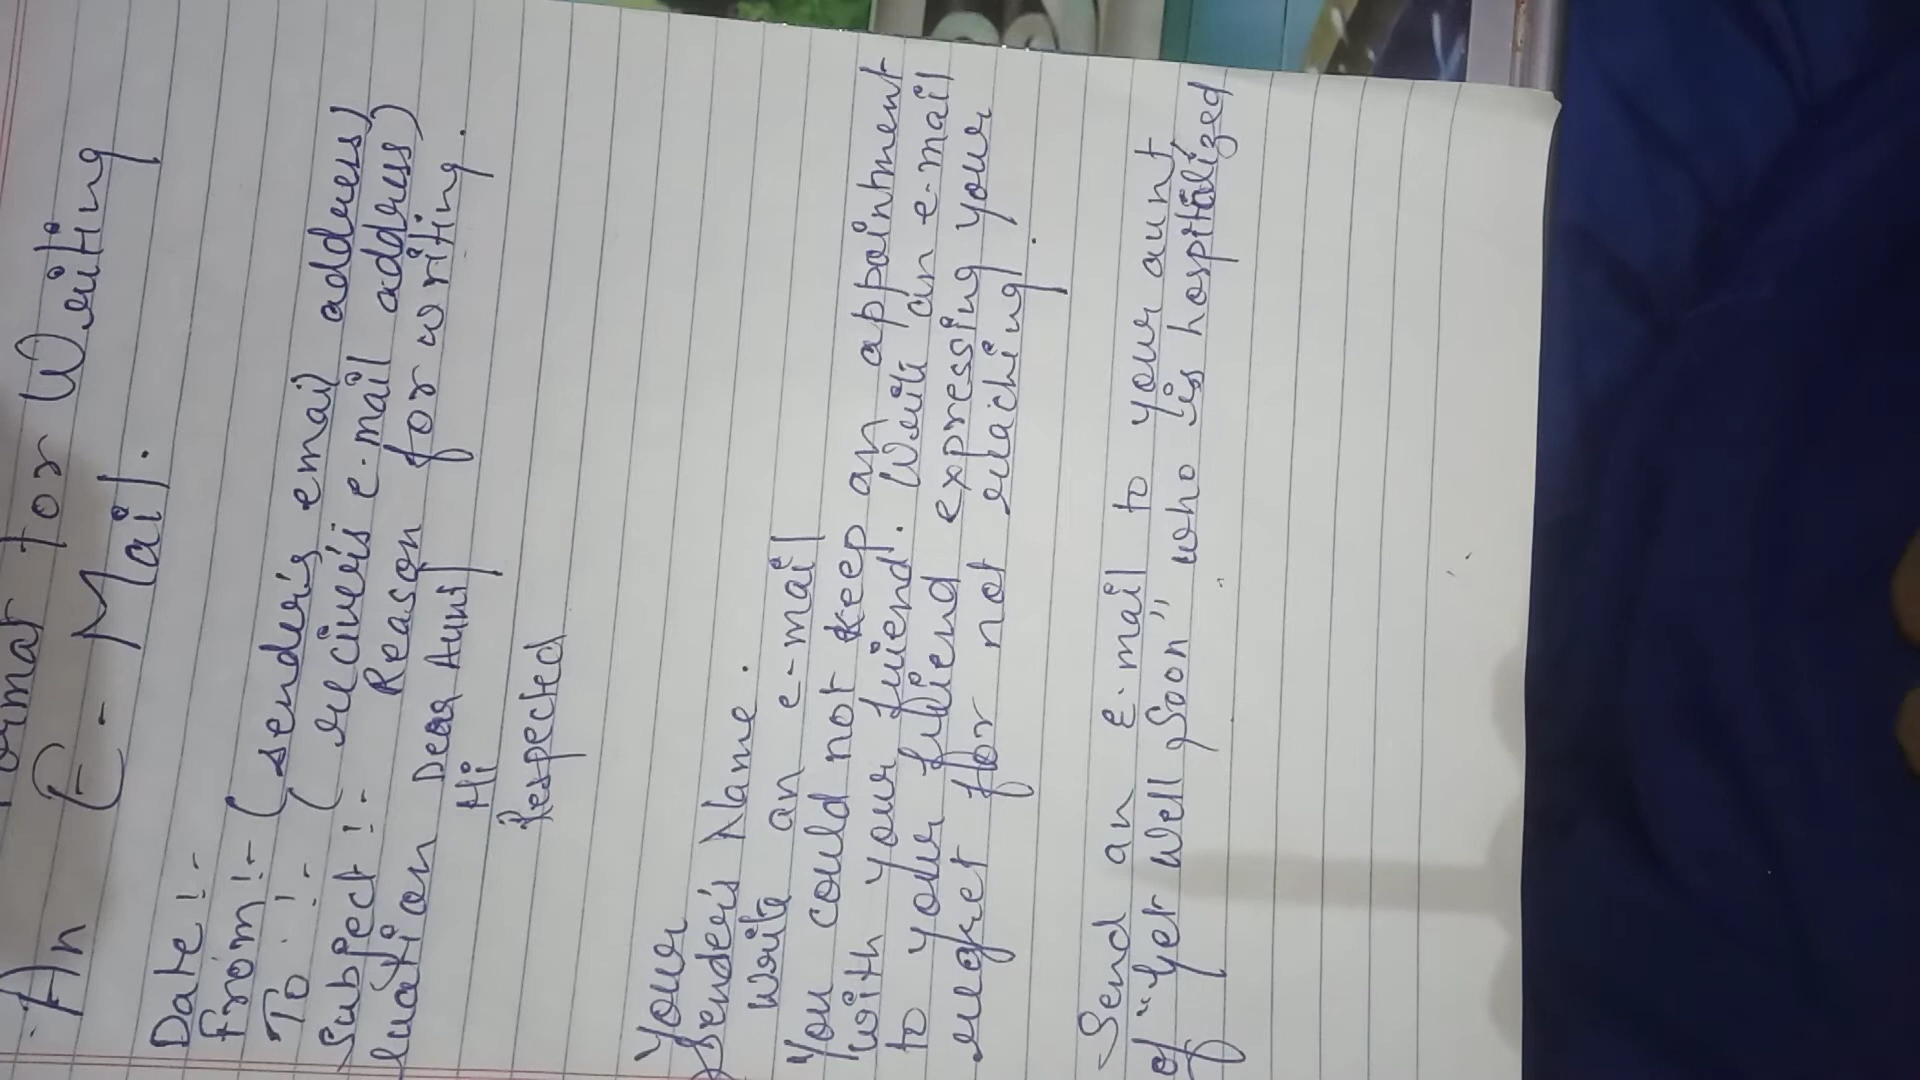 Format for Writing
An E-Mail.
Date :-
From :- (sender's email address)
To :- (reciver's e-mail address)
Subject :- Reason for writing.
Dear Aunt
Hi
Respected
Your
Sender's Name.
Write an e-mail
You could not keep an appointment
with your friend. Write an e-mail
to your friend expressing your
regret for not reaching.
Send an E-mail to your aunt
of "Get well Soon" who is hospitalized